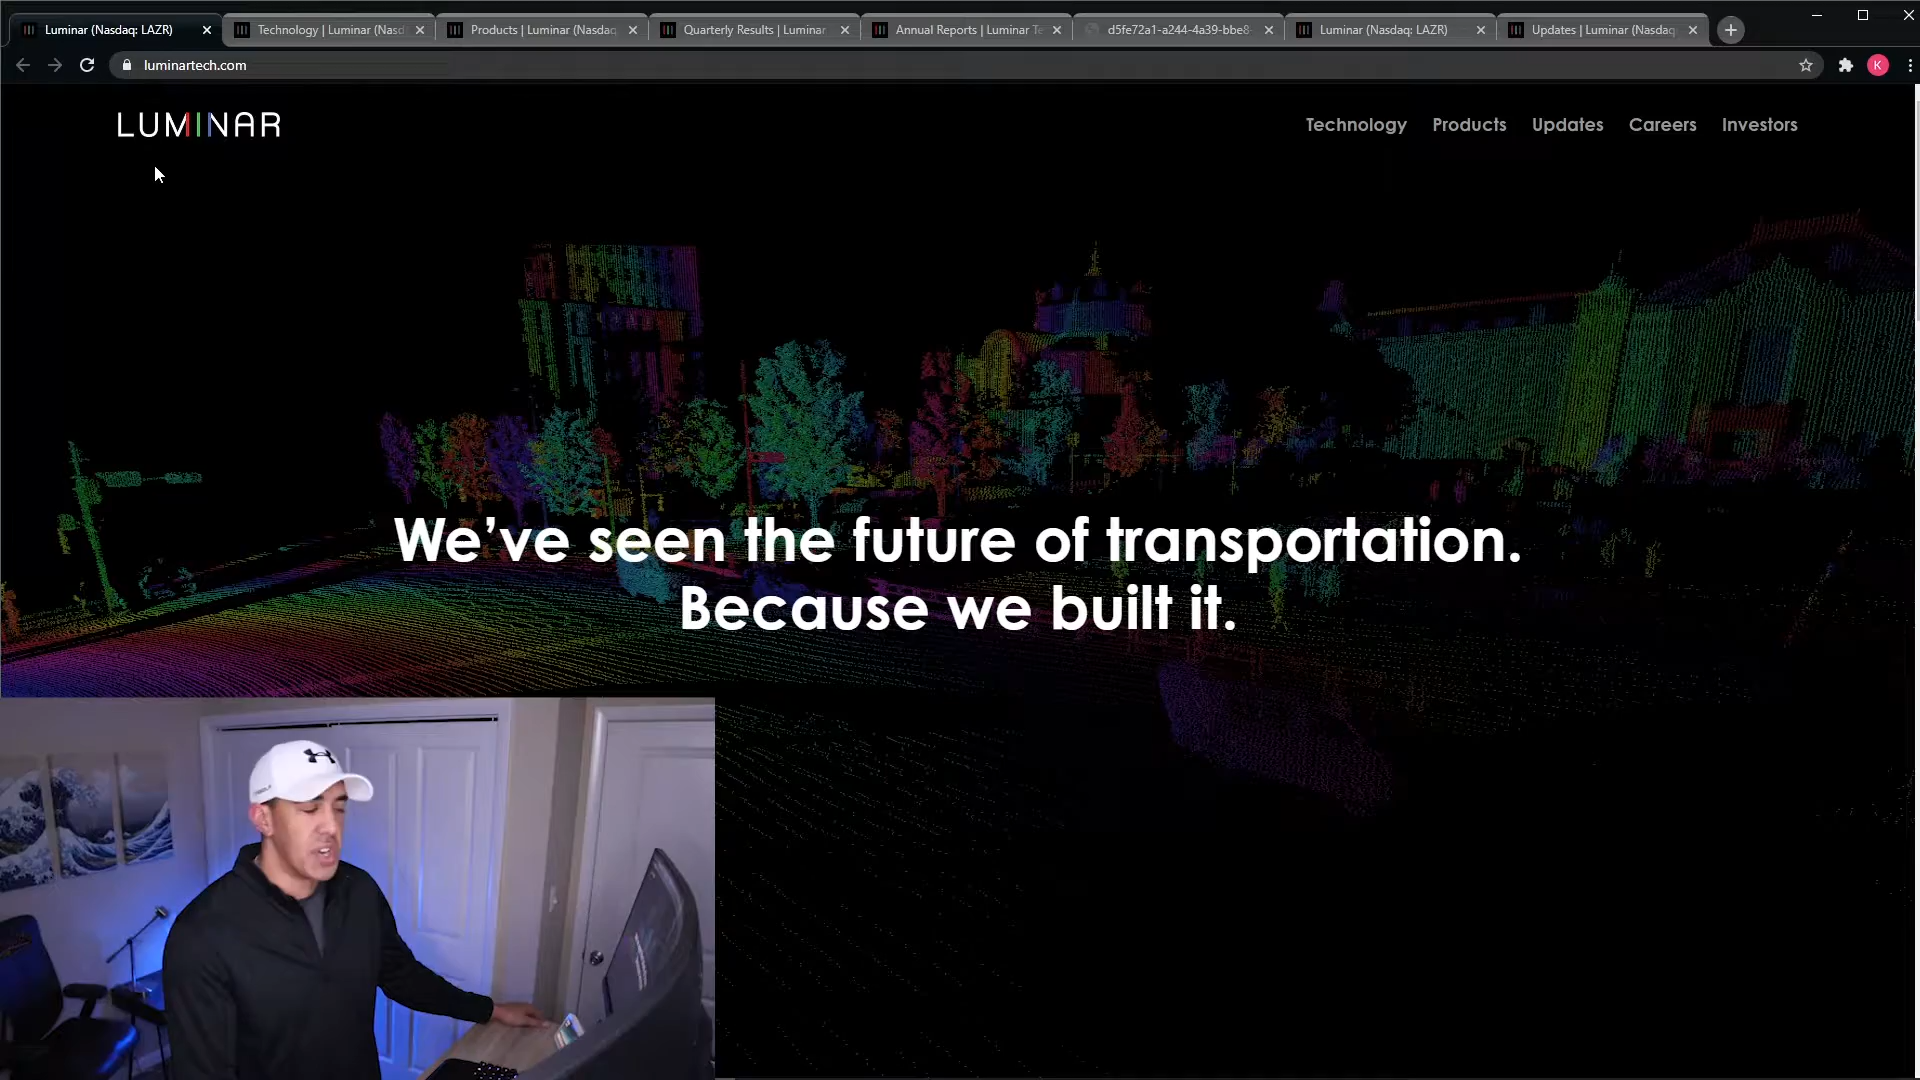 Luminar (Nasdaq: LAZR)
Technology | Luminar (Nasd
Products | Luminar (Nasdaq
Quarterly Results | Luminar
Annual Reports | Luminar Te
d5fe72a1-a244-4a39-bbe8-
Luminar (Nasdaq: LAZR)
Updates | Luminar (Nasdaq
luminartech.com
K
LUMINAR
Technology Products Updates Careers Investors
We’ve seen the future of transportation.
Because we built it.